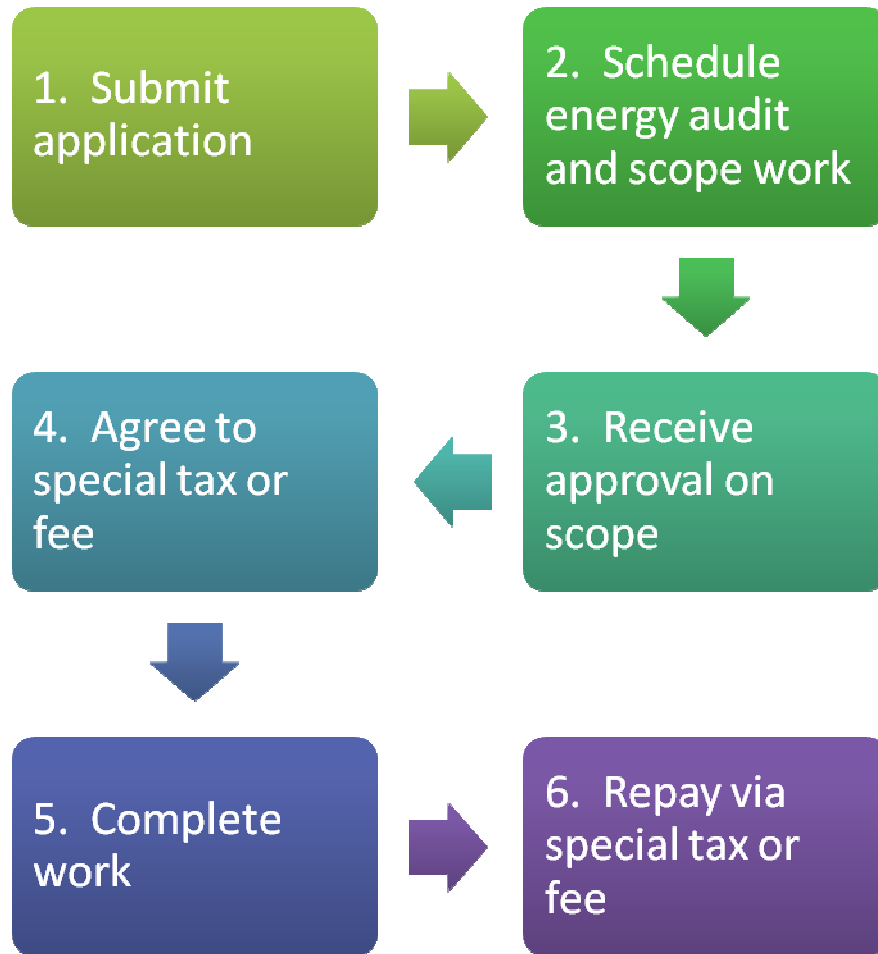 1.  Submit
application
2.  Schedule
energy audit
and scope work
3.  Receive
approval on
scope
4.  Agree to
special tax or
fee
5.  Complete
work
6.  Repay via
special tax or
fee